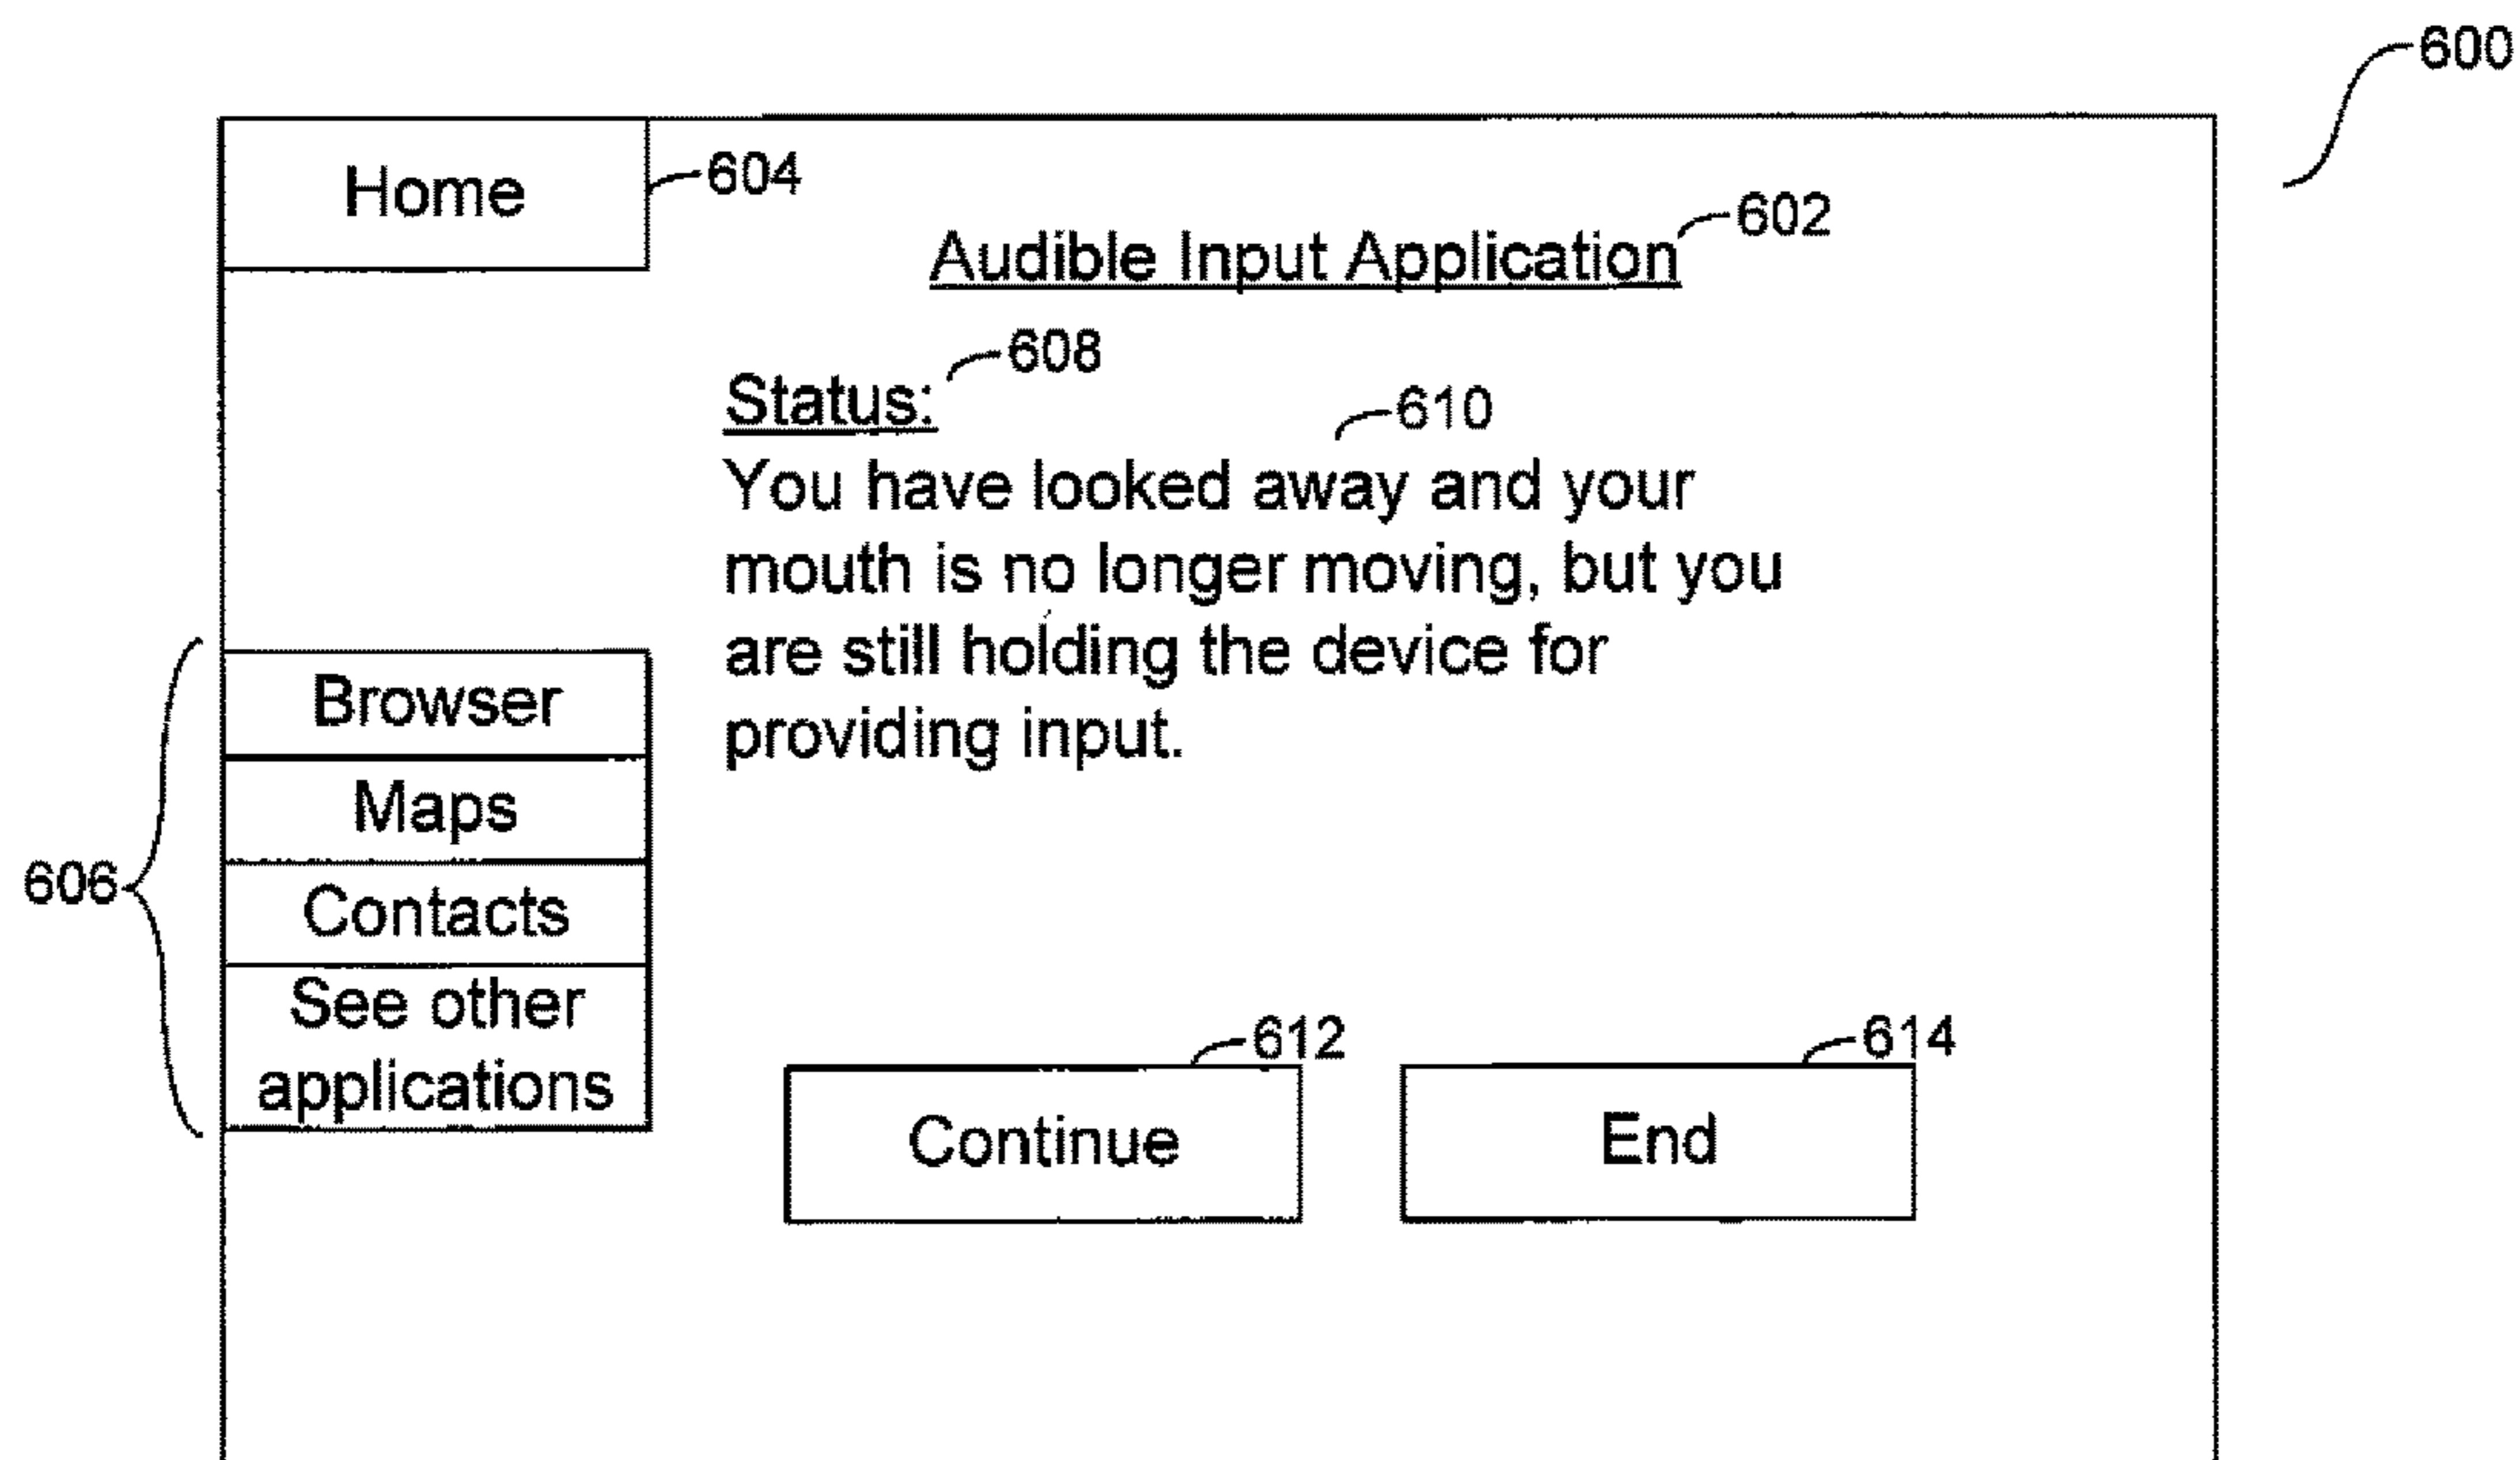 600
Home
604
Audible Input Application
602
Status:
608
610
You have looked away and your
mouth is no longer moving, but you
are still holding the device for
providing input.
606
Browser
Maps
Contacts
See other
applications
612
Continue
614
End